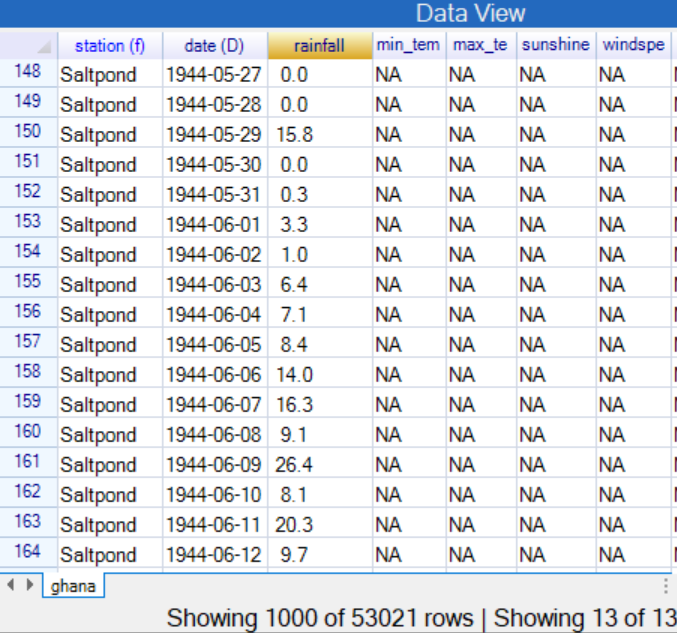 Data View
station (f) date (D) rainfall min_tem max_te sunshine windspe
148 Saltpond 1944-05-27 0.0 NA NA NA NA
149 Saltpond 1944-05-28 0.0 NA NA NA NA
150 Saltpond 1944-05-29 15.8 NA NA NA NA
151 Saltpond 1944-05-30 0.0 NA NA NA NA
152 Saltpond 1944-05-31 0.3 NA NA NA NA
153 Saltpond 1944-06-01 3.3 NA NA NA NA
154 Saltpond 1944-06-02 1.0 NA NA NA NA
155 Saltpond 1944-06-03 6.4 NA NA NA NA
156 Saltpond 1944-06-04 7.1 NA NA NA NA
157 Saltpond 1944-06-05 8.4 NA NA NA NA
158 Saltpond 1944-06-06 14.0 NA NA NA NA
159 Saltpond 1944-06-07 16.3 NA NA NA NA
160 Saltpond 1944-06-08 9.1 NA NA NA NA
161 Saltpond 1944-06-09 26.4 NA NA NA NA
162 Saltpond 1944-06-10 8.1 NA NA NA NA
163 Saltpond 1944-06-11 20.3 NA NA NA NA
164 Saltpond 1944-06-12 9.7 NA NA NA NA
ghana
Showing 1000 of 53021 rows | Showing 13 of 13